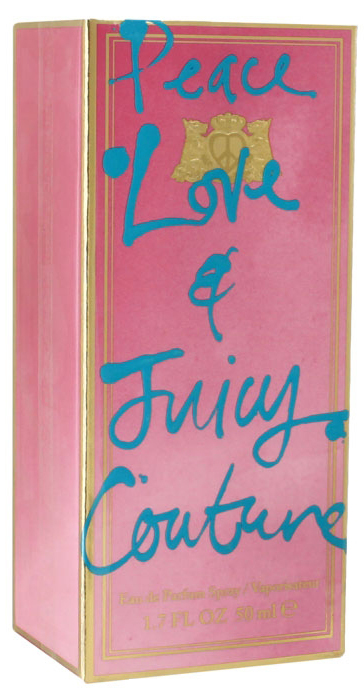 Peace
Love
&
Juicy
Couture
Eau de Parfum Spray / Vaporisateur
1.7 FL OZ 50 ml ℮